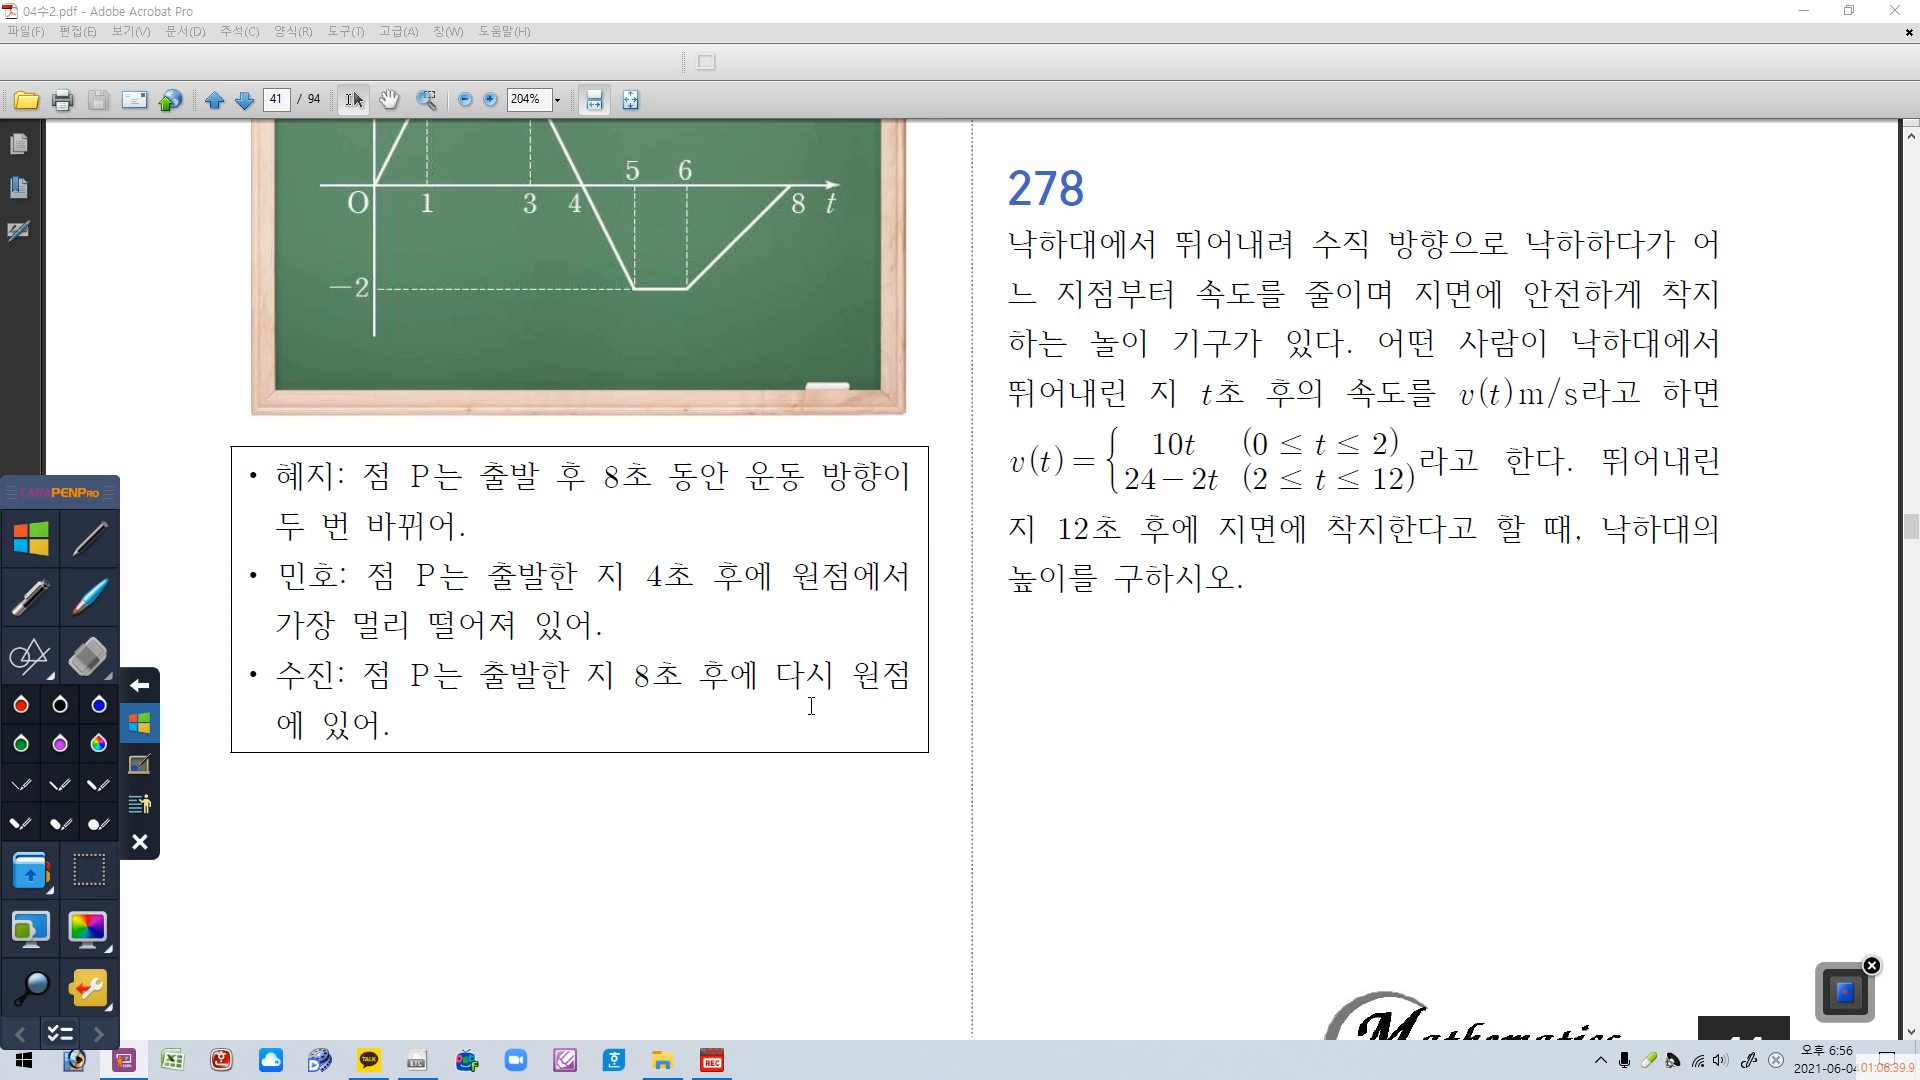 04수2.pdf - Adobe Acrobat Pro
파일(F) 편집(E) 보기(V) 문서(D) 주석(C) 양식(R) 도구(T) 고급(A) 창(W) 도움말(H)
41 / 94 204%
5 6
O 1 3 4 8 t
-2
• 혜지: 점 P는 출발 후 8초 동안 운동 방향이
두 번 바뀌어.
• 민호: 점 P는 출발한 지 4초 후에 원점에서
가장 멀리 떨어져 있어.
• 수진: 점 P는 출발한 지 8초 후에 다시 원점
에 있어.
278
낙하대에서 뛰어내려 수직 방향으로 낙하하다가 어
느 지점부터 속도를 줄이며 지면에 안전하게 착지
하는 놀이 기구가 있다. 어떤 사람이 낙하대에서
뛰어내린 지 t초 후의 속도를 v(t)m/s라고 하면
v(t) = { 10t (0 ≤ t ≤ 2)
24 - 2t (2 ≤ t ≤ 12) 라고 한다. 뛰어내린
지 12초 후에 지면에 착지한다고 할 때, 낙하대의
높이를 구하시오.
CARAPENPRO
Mathematics
TALK
ETC
REC
오후 6:56
2021-06-04
01:06:39.9